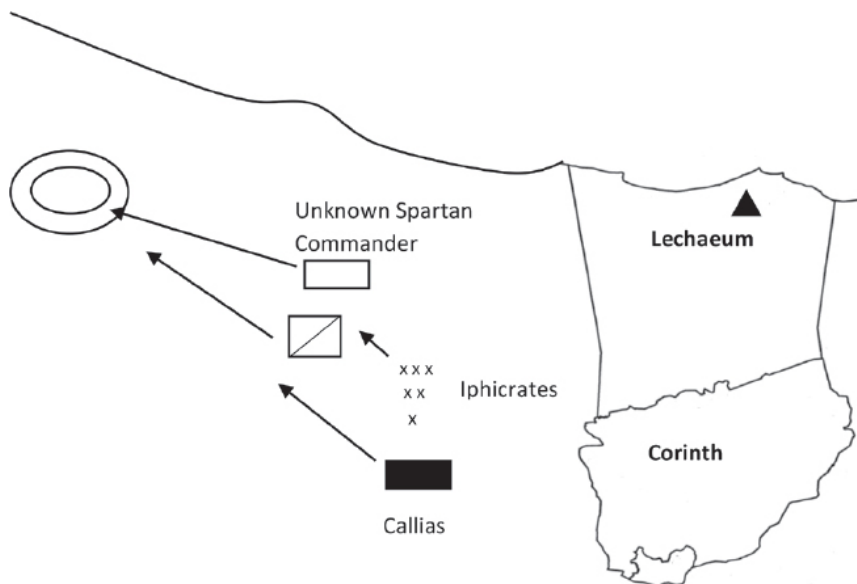 Unknown Spartan
Commander
Lechaeum
x x x
x x
x
Iphicrates
Corinth
Callias